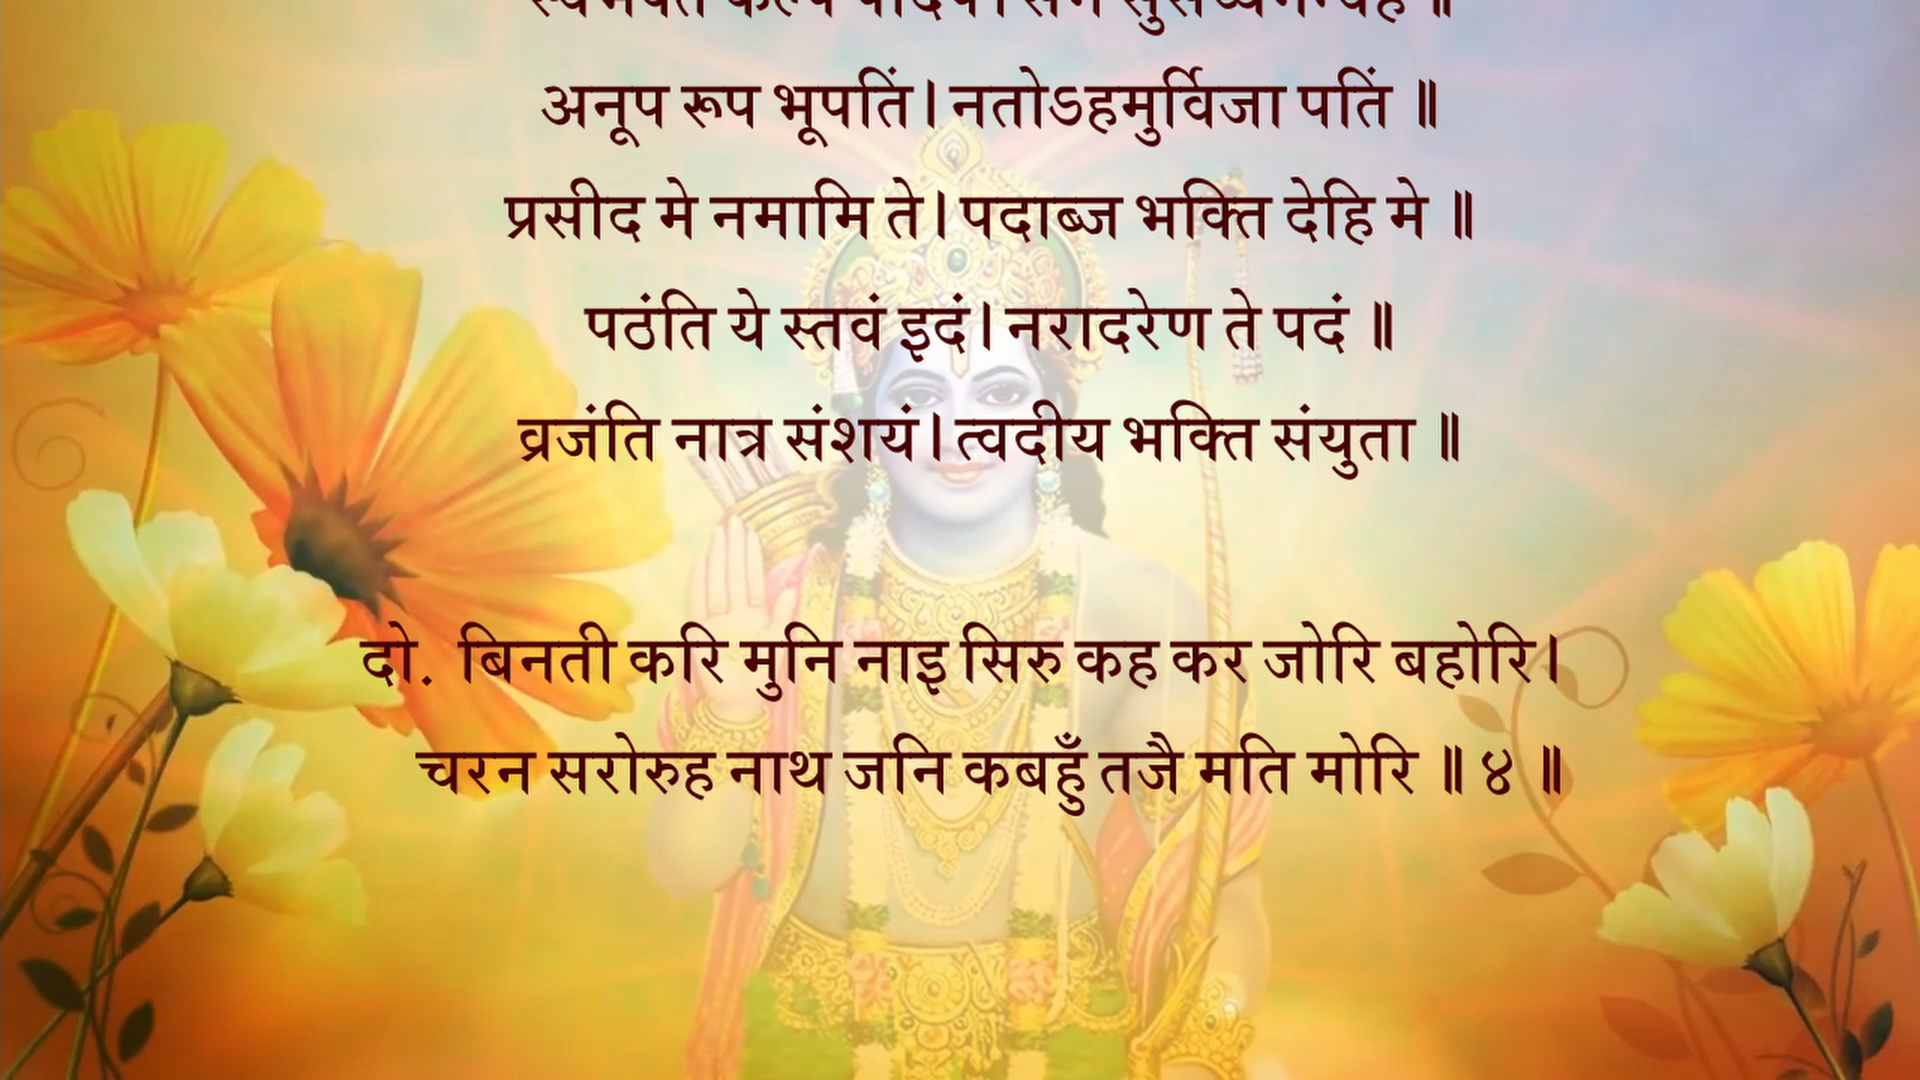 अनूप रूप भूपतिं। नतोऽहमुर्विजा पतिं ॥
प्रसीद मे नमामि ते। पदाब्ज भक्ति देहि मे ॥
पठंति ये स्तवं इदं। नरादरेण ते पदं ॥
व्रजंति नात्र संशयं। त्वदीय भक्ति संयुता ॥
दो. बिनती करि मुनि नाइ सिरु कह कर जोरि बहोरि।
चरन सरोरुह नाथ जनि कबहुँ तजै मति मोरि ॥ ४ ॥